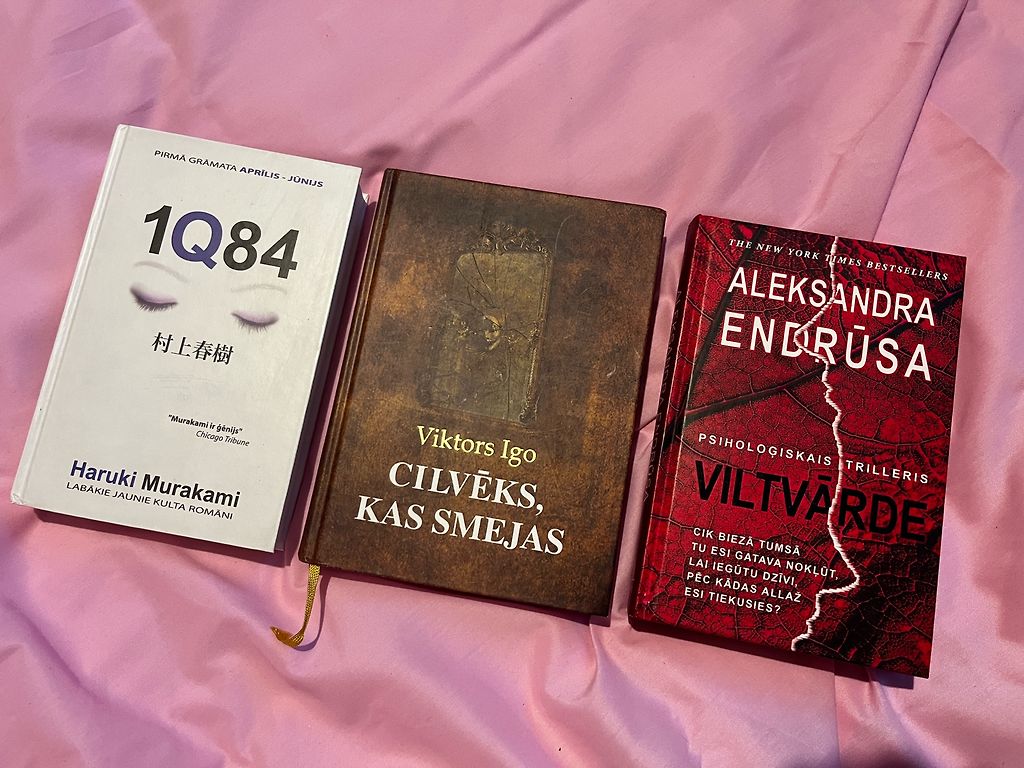 PIRMĀ GRĀMATA APRĪLIS - JŪNIJS
1Q84
村上春樹
"Murakami ir ģēnijs"
Chicago Tribune
Haruki Murakami
LABĀKIE JAUNIE KULTA ROMĀNI
Viktors Igo
CILVĒKS,
KAS SMEJAS
THE NEW YORK TIMES BESTSELLERS
ALEKSANDRA
ENDRŪSA
PSIHOLOĢISKAIS TRILLERIS
VILTVĀRDE
CIK BIEZĀ TUMSĀ
TU ESI GATAVA NOKĻŪT,
LAI IEGŪTU DZĪVI,
PĒC KĀDAS ALLAŽ
ESI TIEKUSIES?